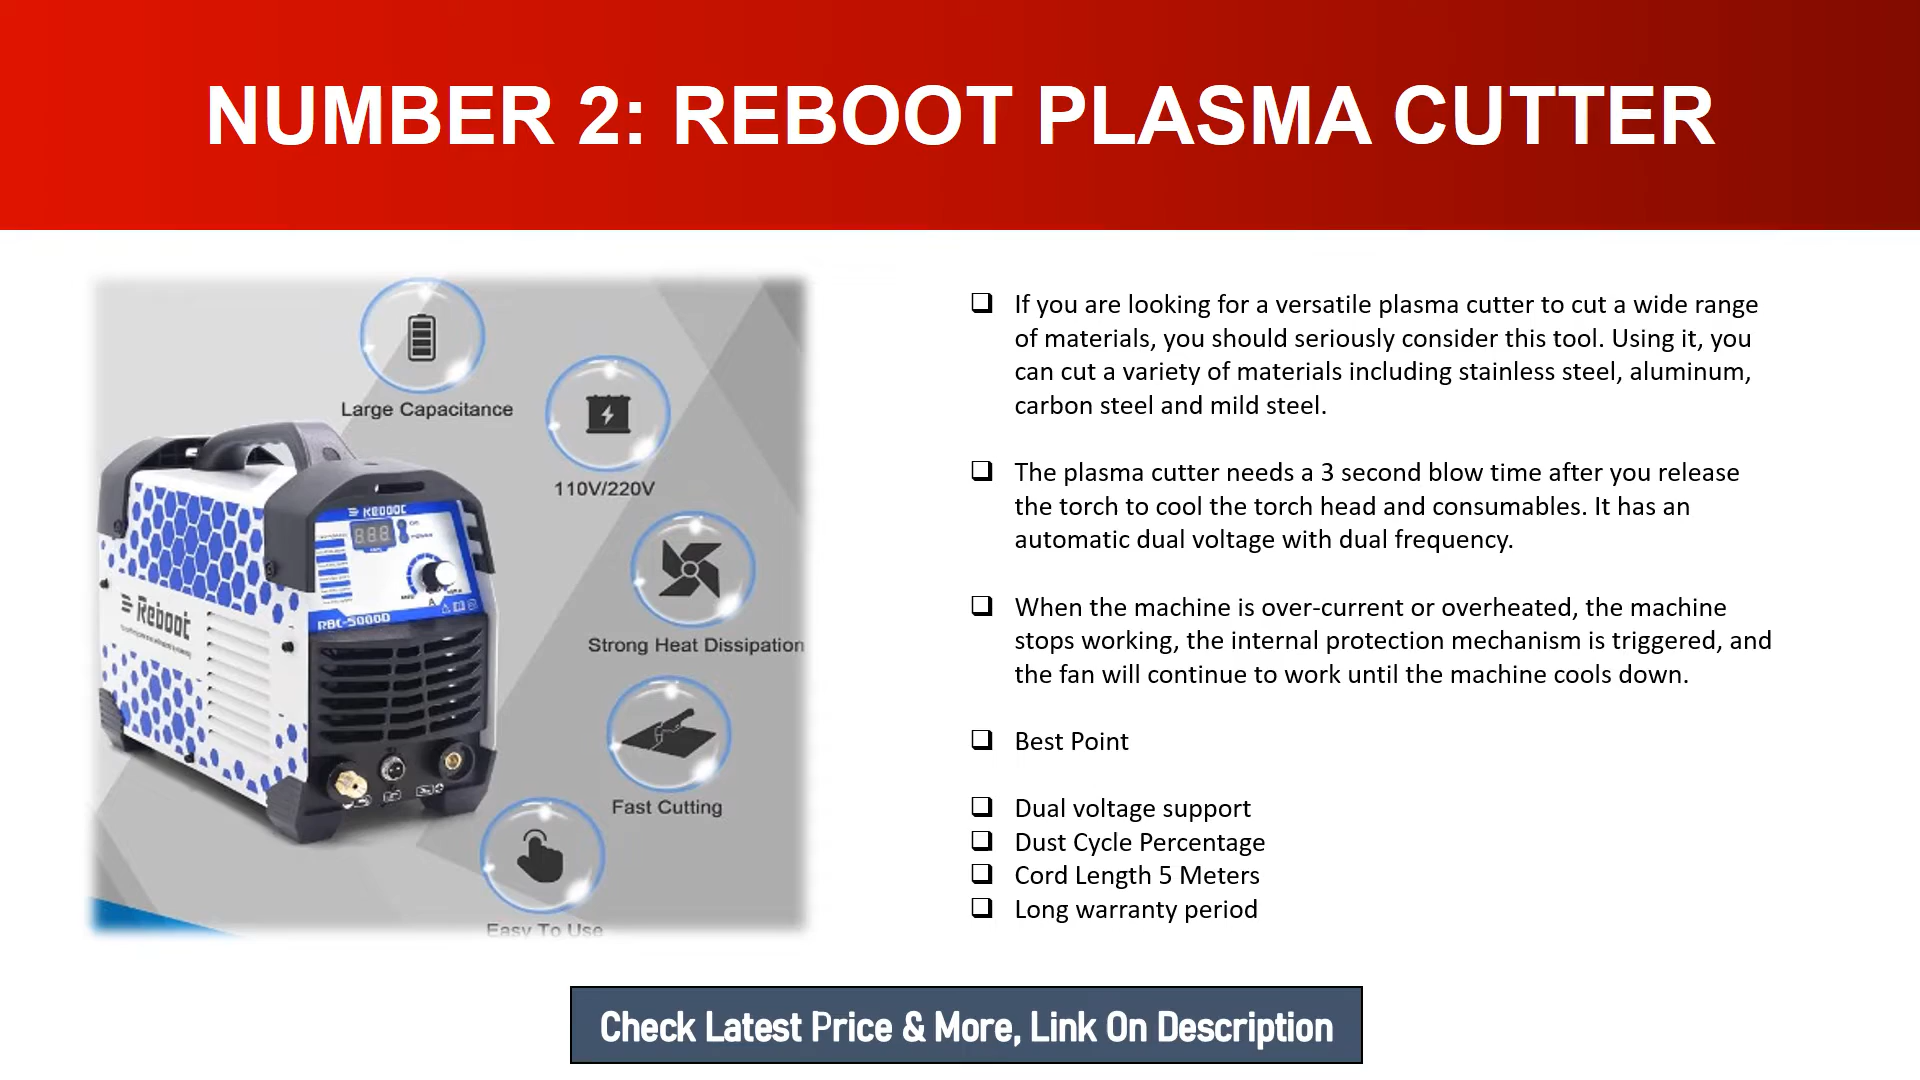 NUMBER 2: REBOOT PLASMA CUTTER
Large Capacitance
110V/220V
Strong Heat Dissipation
Fast Cutting
Easy To Use
Reboot
RBC-5000D
Reboot
If you are looking for a versatile plasma cutter to cut a wide range
of materials, you should seriously consider this tool. Using it, you
can cut a variety of materials including stainless steel, aluminum,
carbon steel and mild steel.
The plasma cutter needs a 3 second blow time after you release
the torch to cool the torch head and consumables. It has an
automatic dual voltage with dual frequency.
When the machine is over-current or overheated, the machine
stops working, the internal protection mechanism is triggered, and
the fan will continue to work until the machine cools down.
Best Point
Dual voltage support
Dust Cycle Percentage
Cord Length 5 Meters
Long warranty period
Check Latest Price & More, Link On Description